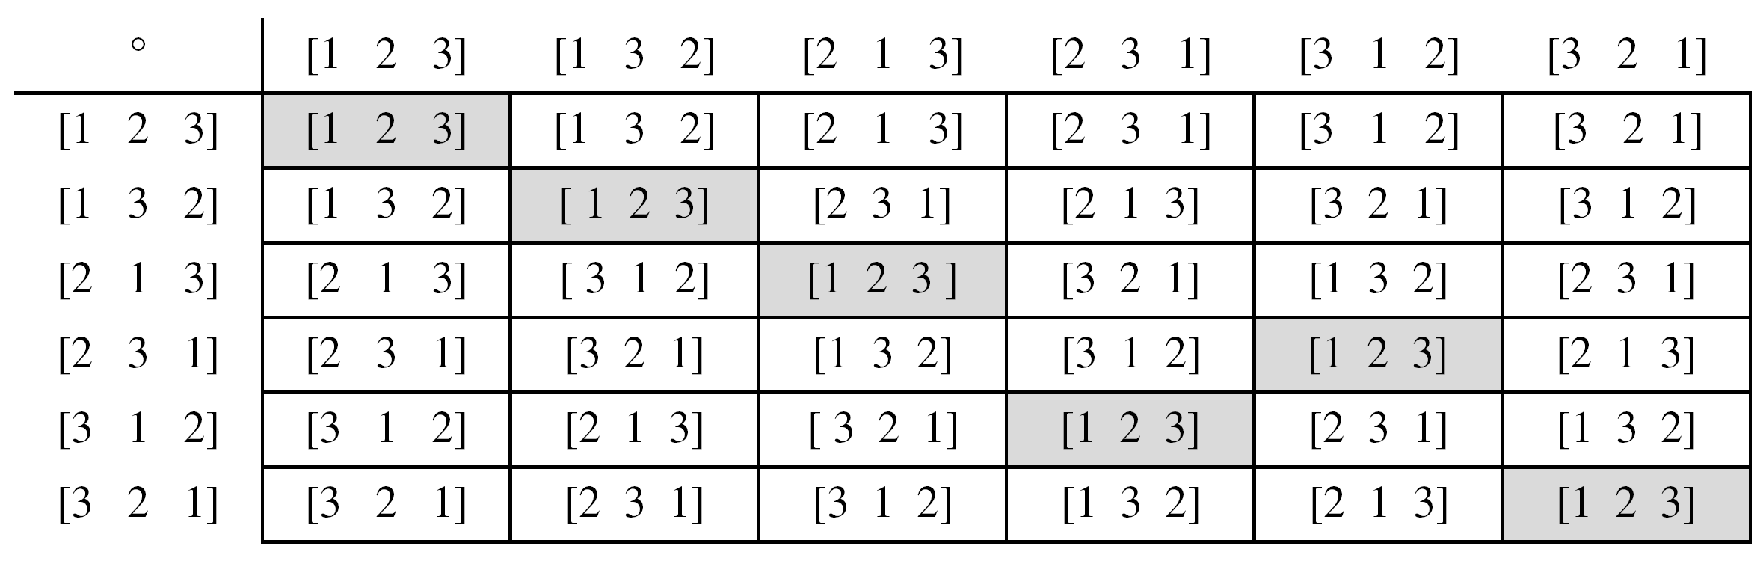 ∘ [1 2 3] [1 3 2] [2 1 3] [2 3 1] [3 1 2] [3 2 1]
[1 2 3] [1 2 3] [1 3 2] [2 1 3] [2 3 1] [3 1 2] [3 2 1]
[1 3 2] [1 3 2] [ 1 2 3] [2 3 1] [2 1 3] [3 2 1] [3 1 2]
[2 1 3] [2 1 3] [ 3 1 2] [1 2 3 ] [3 2 1] [1 3 2] [2 3 1]
[2 3 1] [2 3 1] [3 2 1] [1 3 2] [3 1 2] [1 2 3] [2 1 3]
[3 1 2] [3 1 2] [2 1 3] [ 3 2 1] [1 2 3] [2 3 1] [1 3 2]
[3 2 1] [3 2 1] [2 3 1] [3 1 2] [1 3 2] [2 1 3] [1 2 3]